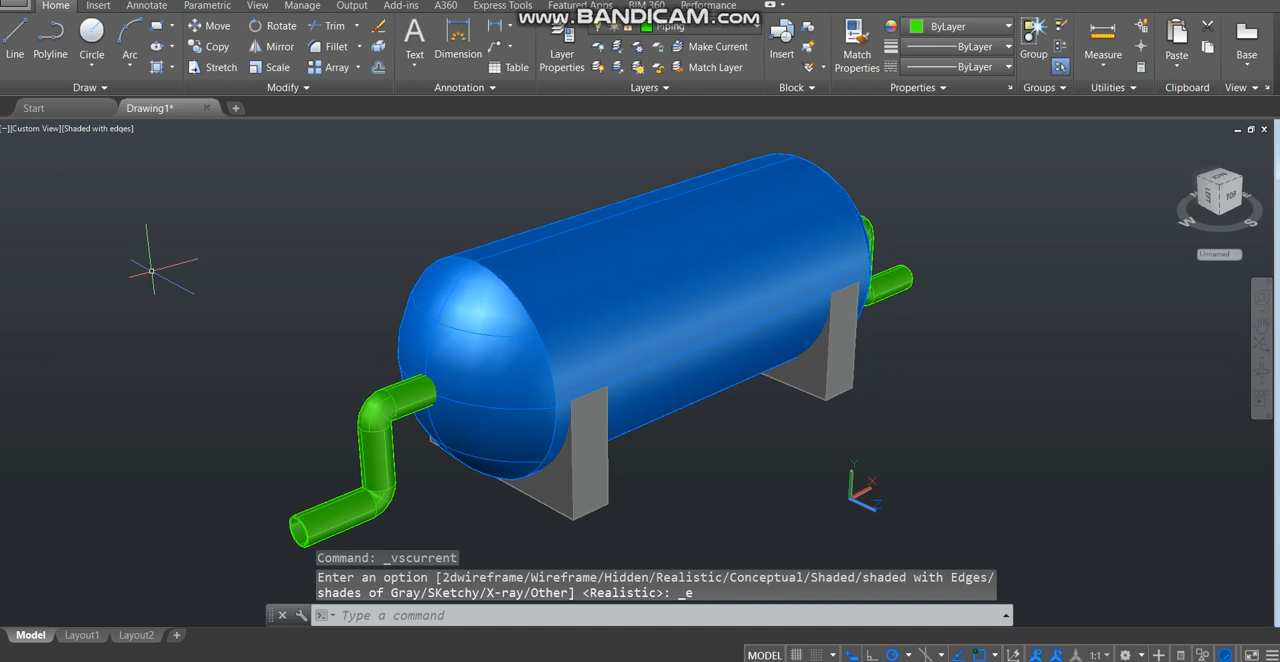 Home Insert Annotate Parametric View Manage Output Add-ins A360 Express Tools Featured Apps BIM 360 Performance
www.BANDICAM.com
Line Polyline Circle Arc
Move Rotate Trim
Copy Mirror Fillet
Stretch Scale Array
Text Dimension Table
Layer Properties
Piping
Make Current
Match Layer
Insert
Match Properties
ByLayer
ByLayer
ByLayer
Group
Measure
Paste
Base
Draw Modify Annotation Layers Block Properties Groups Utilities Clipboard View
Start Drawing1*
[−][Custom View][Shaded with edges]
LEFT TOP
W S
Unnamed
Y
X
Z
Command: _vscurrent
Enter an option [2dwireframe/Wireframe/Hidden/Realistic/Conceptual/Shaded/shaded with Edges/
shades of Gray/SKetchy/X-ray/Other] <Realistic>: _e
Type a command
Model Layout1 Layout2 +
MODEL 1:1